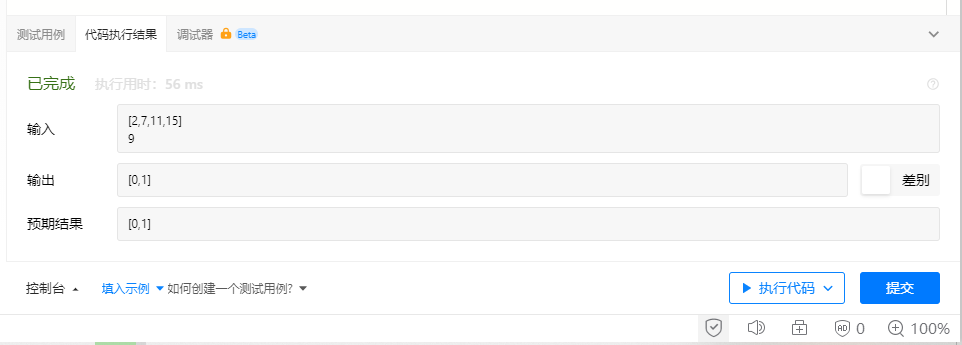 测试用例 代码执行结果 调试器 Beta
已完成 执行用时：56 ms
输入
[2,7,11,15]
9
输出 [0,1] 差别
预期结果 [0,1]
控制台 填入示例 如何创建一个测试用例? 执行代码 提交
AD 0 100%